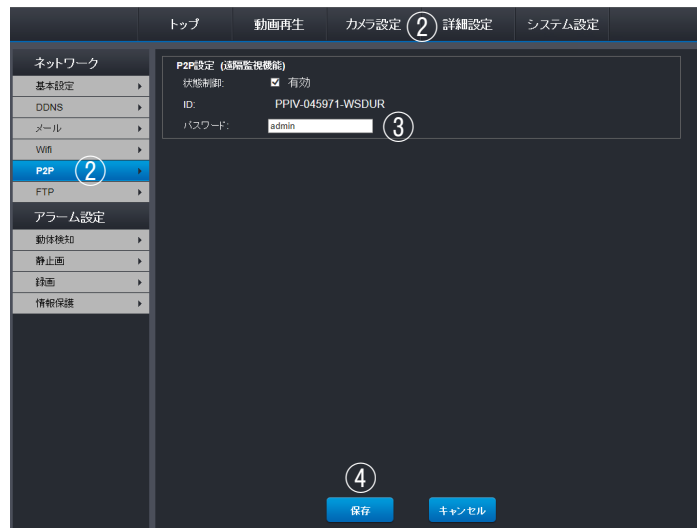 トップ 動画再生 カメラ設定 ② 詳細設定 システム設定
ネットワーク
基本設定
DDNS
メール
Wifi
P2P ②
FTP
アラーム設定
動体検知
静止画
録画
情報保護
P2P設定 (遠隔監視機能)
状態制御: 有効
ID: PPIV-045971-WSDUR
パスワード: admin ③
④
保存 キャンセル